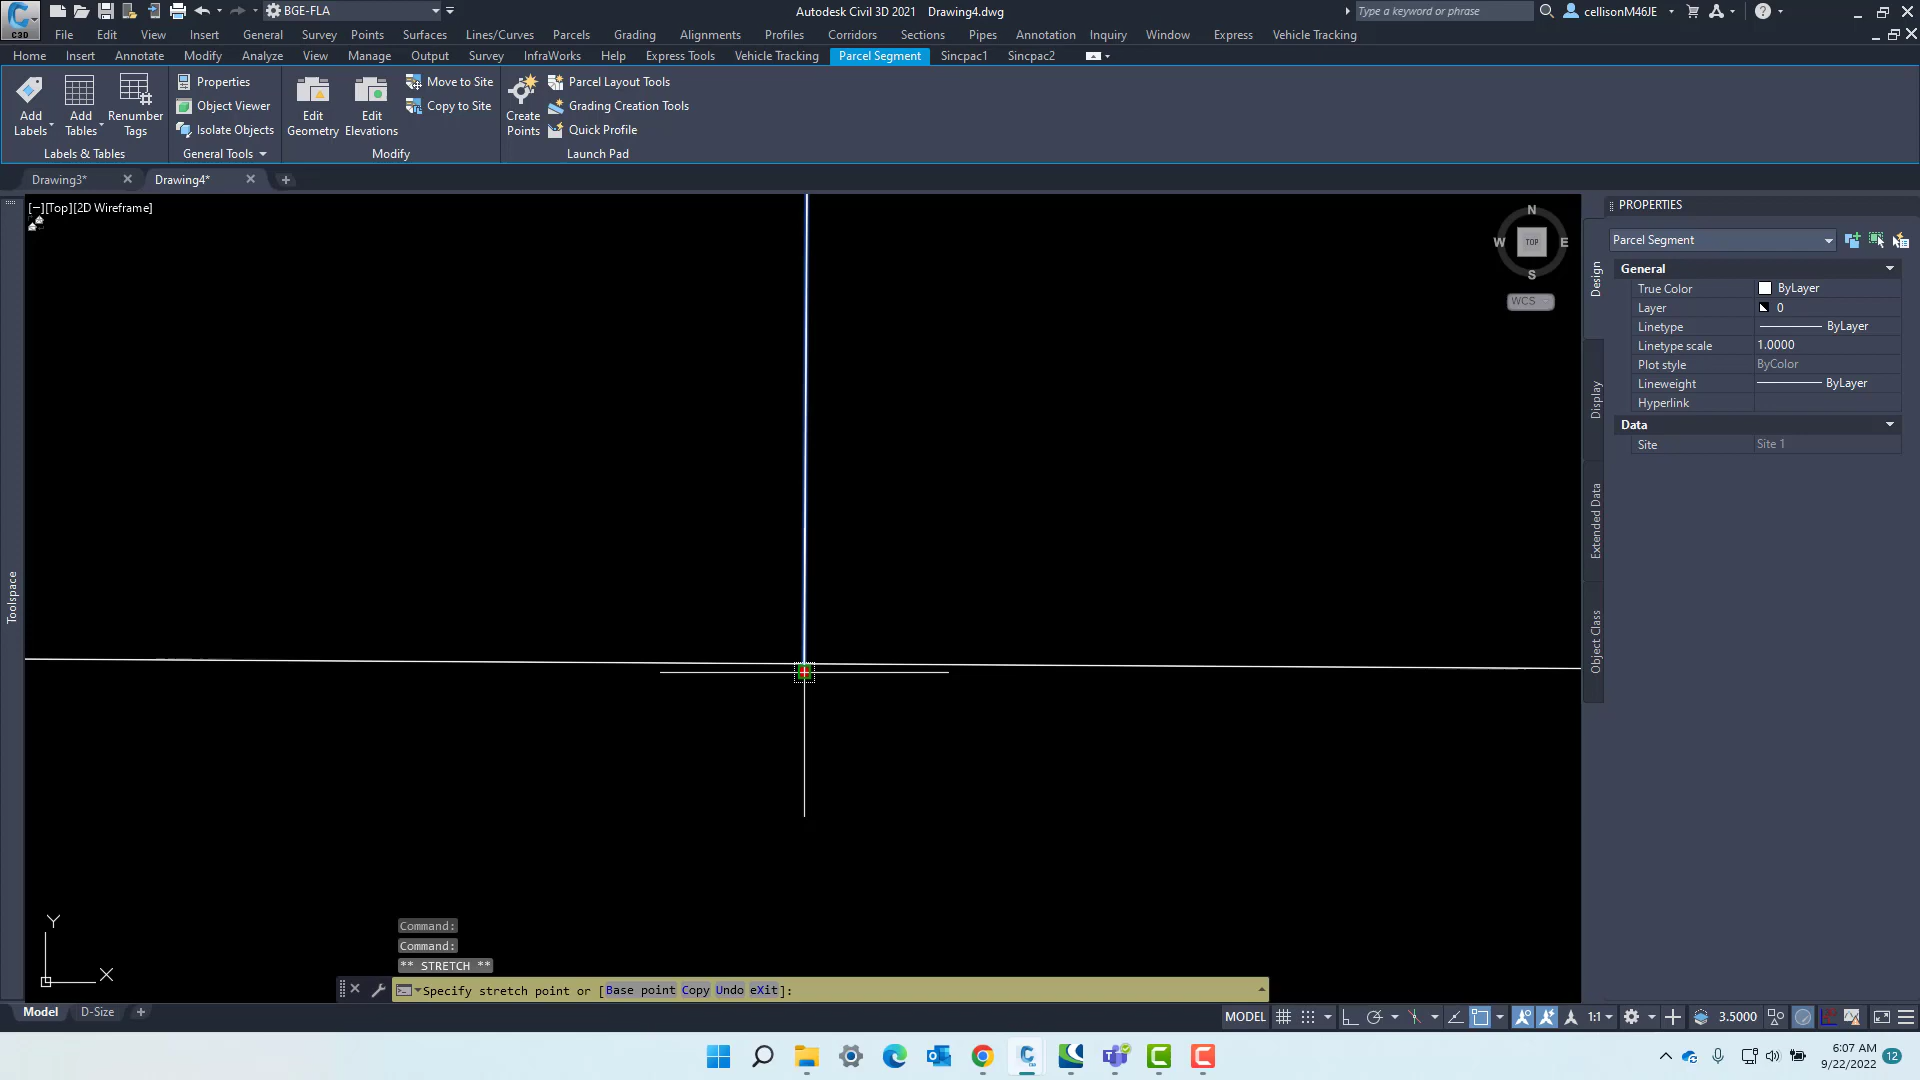 BGE-FLA
Autodesk Civil 3D 2021 Drawing4.dwg
Type a keyword or phrase
cellisonM46JE
C3D
File Edit View Insert General Survey Points Surfaces Lines/Curves Parcels Grading Alignments Profiles Corridors Sections Pipes Annotation Inquiry Window Express Vehicle Tracking
Home Insert Annotate Modify Analyze View Manage Output Survey InfraWorks Help Express Tools Vehicle Tracking Parcel Segment Sincpac1 Sincpac2
Add Labels
Add Tables
Renumber Tags
Properties
Object Viewer
Isolate Objects
Edit Geometry
Edit Elevations
Move to Site
Copy to Site
Create Points
Parcel Layout Tools
Grading Creation Tools
Quick Profile
Labels & Tables General Tools Modify Launch Pad
Drawing3* Drawing4*
[−][Top][2D Wireframe]
N
W TOP E
S
WCS
Toolspace
PROPERTIES
Parcel Segment
Design
Display
Extended Data
Object Class
General
True Color ByLayer
Layer 0
Linetype ByLayer
Linetype scale 1.0000
Plot style ByColor
Lineweight ByLayer
Hyperlink
Data
Site Site 1
Y
X
Command:
Command:
** STRETCH **
Specify stretch point or [Base point Copy Undo eXit]:
Model D-Size +
MODEL 1:1 3.5000
6:07 AM
9/22/2022
12